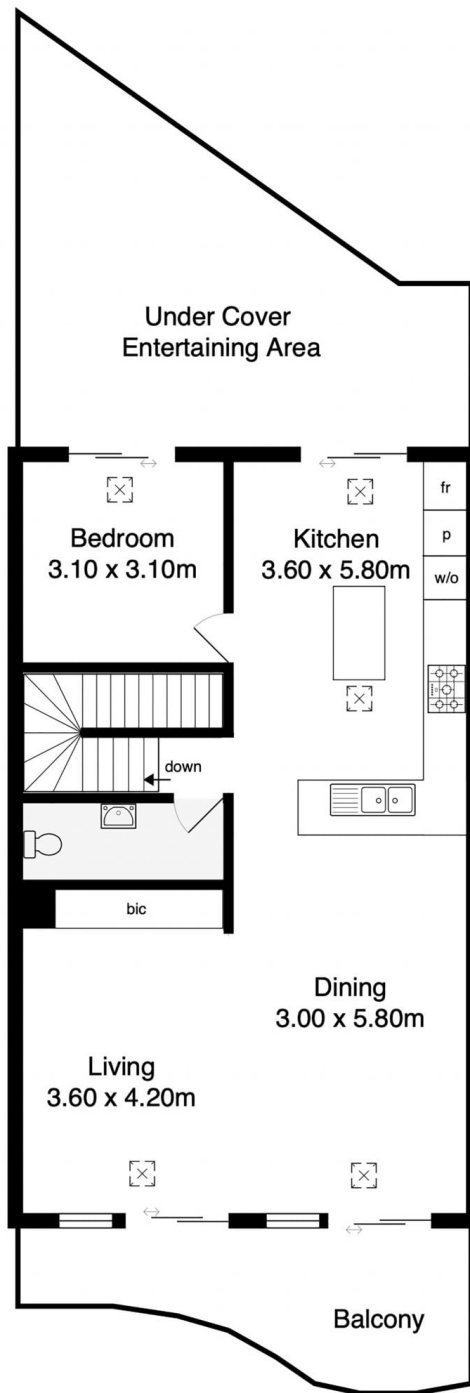 Under Cover
Entertaining Area
Bedroom
3.10 x 3.10m
Kitchen
3.60 x 5.80m
fr
p
w/o
down
bic
Dining
3.00 x 5.80m
Living
3.60 x 4.20m
Balcony